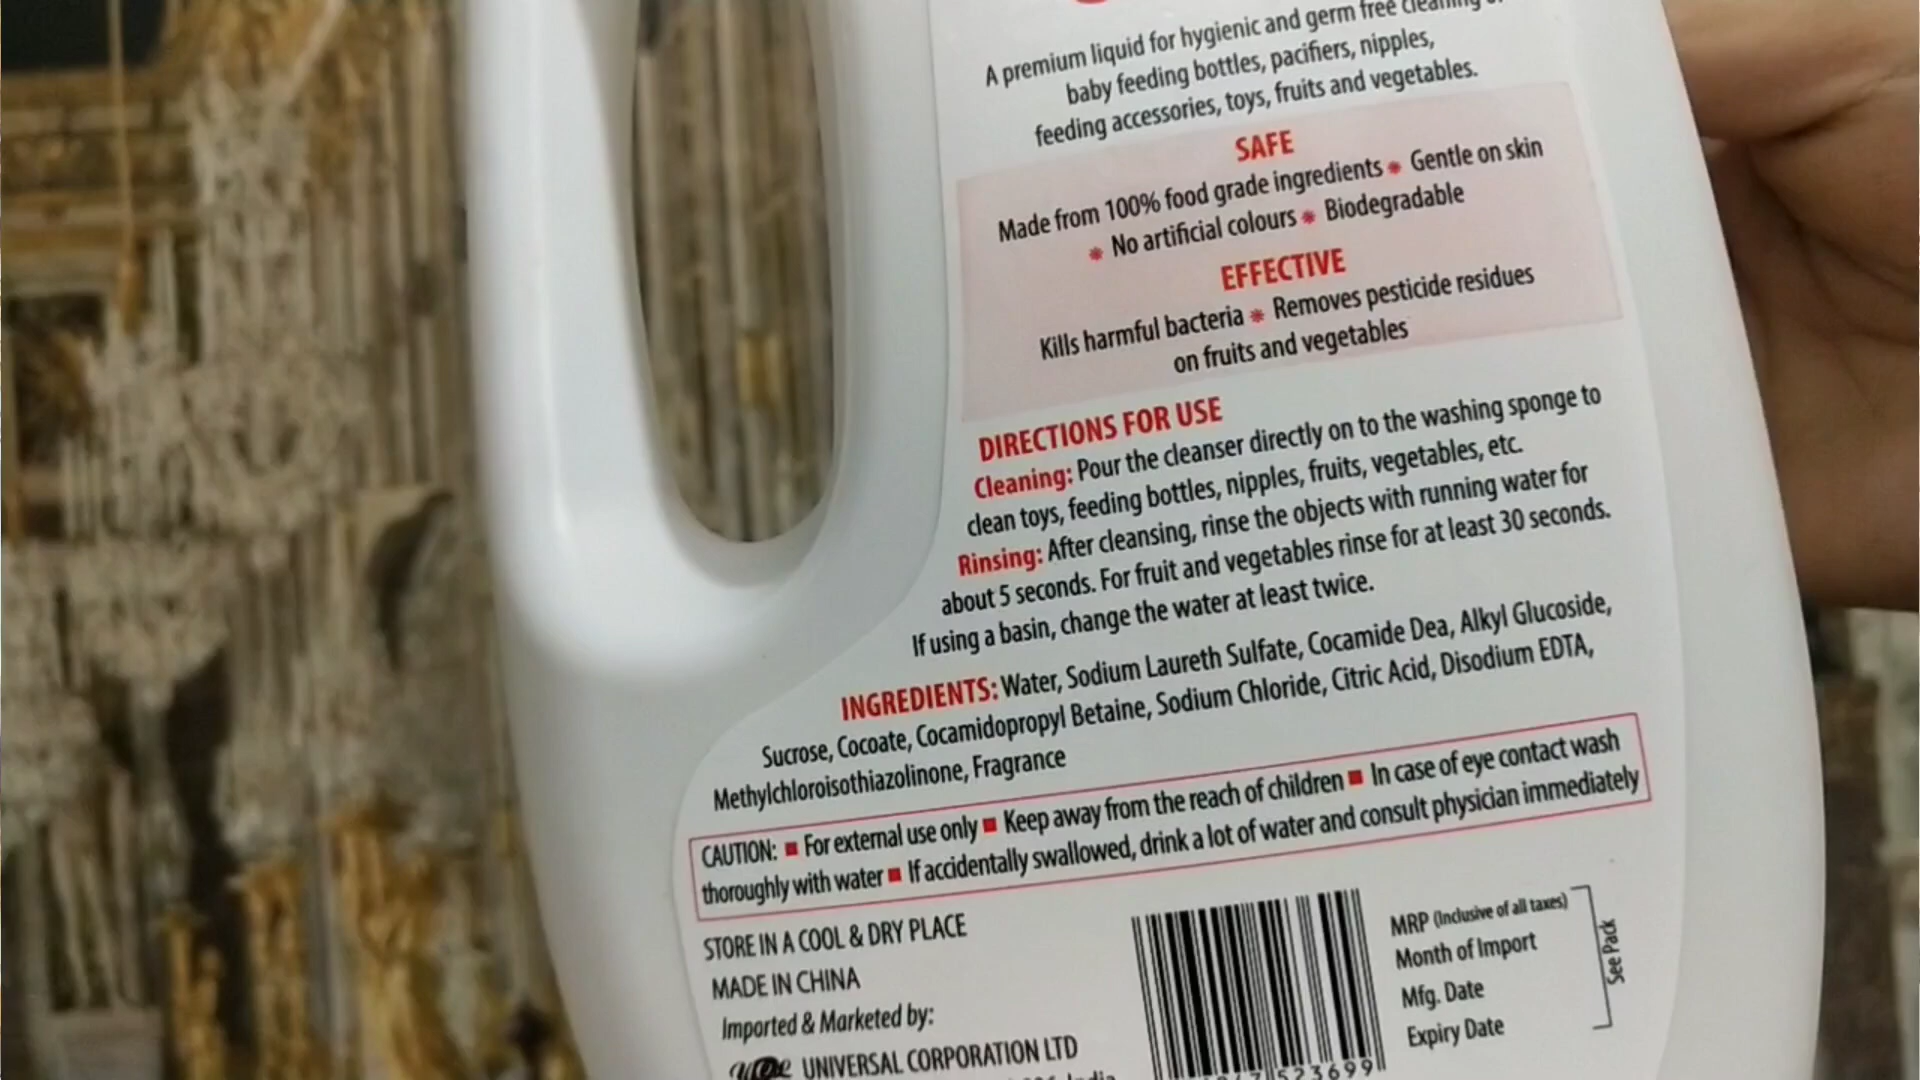 A premium liquid for hygienic and germ free cleaning
baby feeding bottles, pacifiers, nipples,
feeding accessories, toys, fruits and vegetables.
SAFE
Made from 100% food grade ingredients * Gentle on skin
* No artificial colours * Biodegradable
EFFECTIVE
Kills harmful bacteria * Removes pesticide residues
on fruits and vegetables
DIRECTIONS FOR USE
Cleaning: Pour the cleanser directly on to the washing sponge to
clean toys, feeding bottles, nipples, fruits, vegetables, etc.
Rinsing: After cleansing, rinse the objects with running water for
about 5 seconds. For fruit and vegetables rinse for at least 30 seconds.
If using a basin, change the water at least twice.
INGREDIENTS: Water, Sodium Laureth Sulfate, Cocamide Dea, Alkyl Glucoside,
Sucrose, Cocoate, Cocamidopropyl Betaine, Sodium Chloride, Citric Acid, Disodium EDTA,
Methylchloroisothiazolinone, Fragrance
CAUTION: ■ For external use only ■ Keep away from the reach of children ■ In case of eye contact wash
thoroughly with water ■ If accidentally swallowed, drink a lot of water and consult physician immediately
STORE IN A COOL & DRY PLACE
MADE IN CHINA
Imported & Marketed by:
UNIVERSAL CORPORATION LTD
India
523699
MRP (Inclusive of all taxes)
Month of Import
Mfg. Date
Expiry Date
See Pack